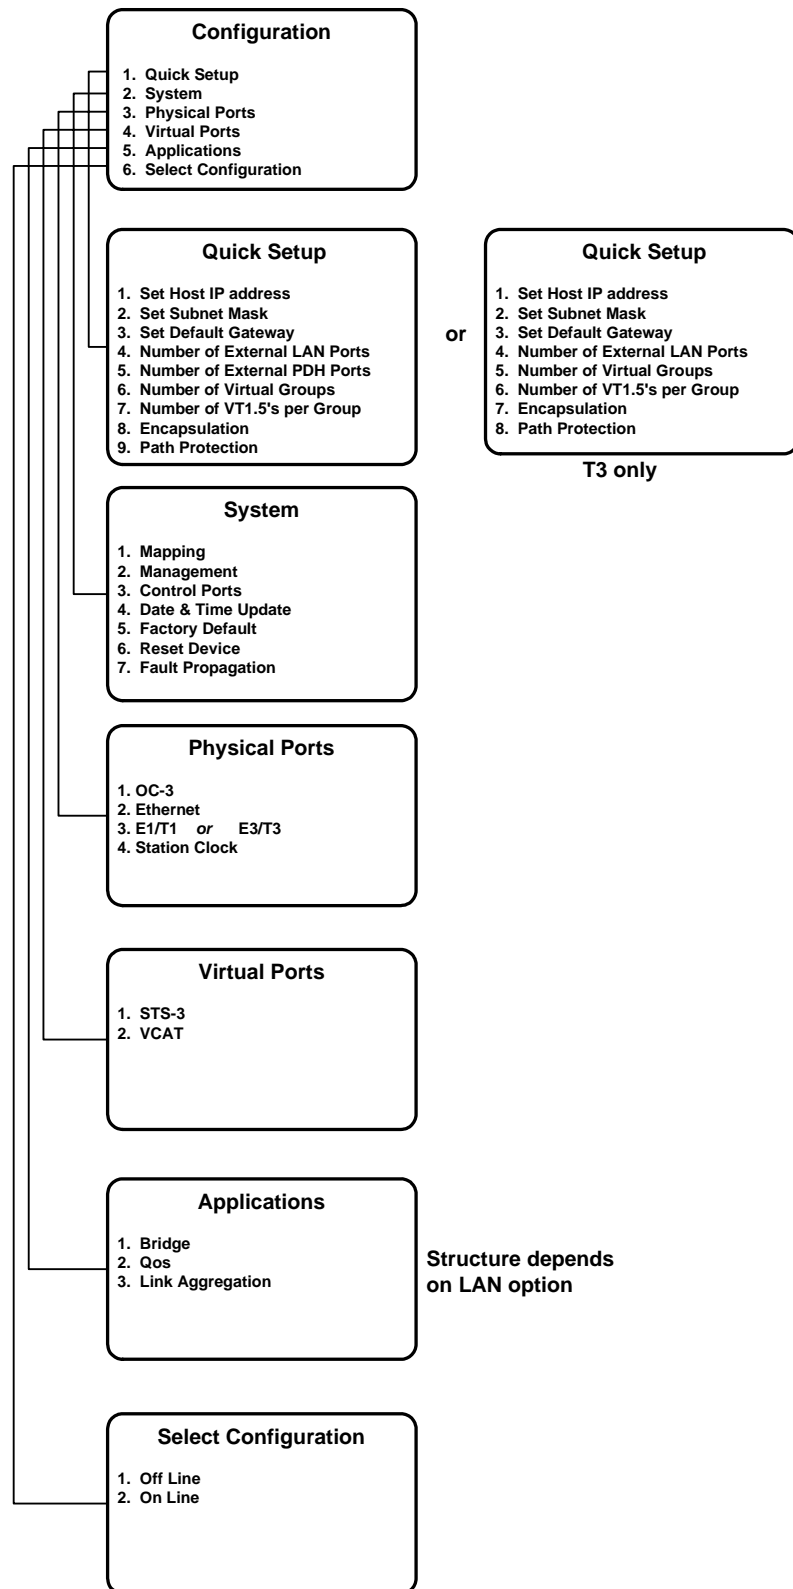 Configuration
1. Quick Setup
2. System
3. Physical Ports
4. Virtual Ports
5. Applications
6. Select Configuration
Quick Setup
1. Set Host IP address
2. Set Subnet Mask
3. Set Default Gateway
4. Number of External LAN Ports
5. Number of External PDH Ports
6. Number of Virtual Groups
7. Number of VT1.5's per Group
8. Encapsulation
9. Path Protection
or
Quick Setup
1. Set Host IP address
2. Set Subnet Mask
3. Set Default Gateway
4. Number of External LAN Ports
5. Number of Virtual Groups
6. Number of VT1.5's per Group
7. Encapsulation
8. Path Protection
T3 only
System
1. Mapping
2. Management
3. Control Ports
4. Date & Time Update
5. Factory Default
6. Reset Device
7. Fault Propagation
Physical Ports
1. OC-3
2. Ethernet
3. E1/T1 or E3/T3
4. Station Clock
Virtual Ports
1. STS-3
2. VCAT
Applications
1. Bridge
2. Qos
3. Link Aggregation
Structure depends
on LAN option
Select Configuration
1. Off Line
2. On Line